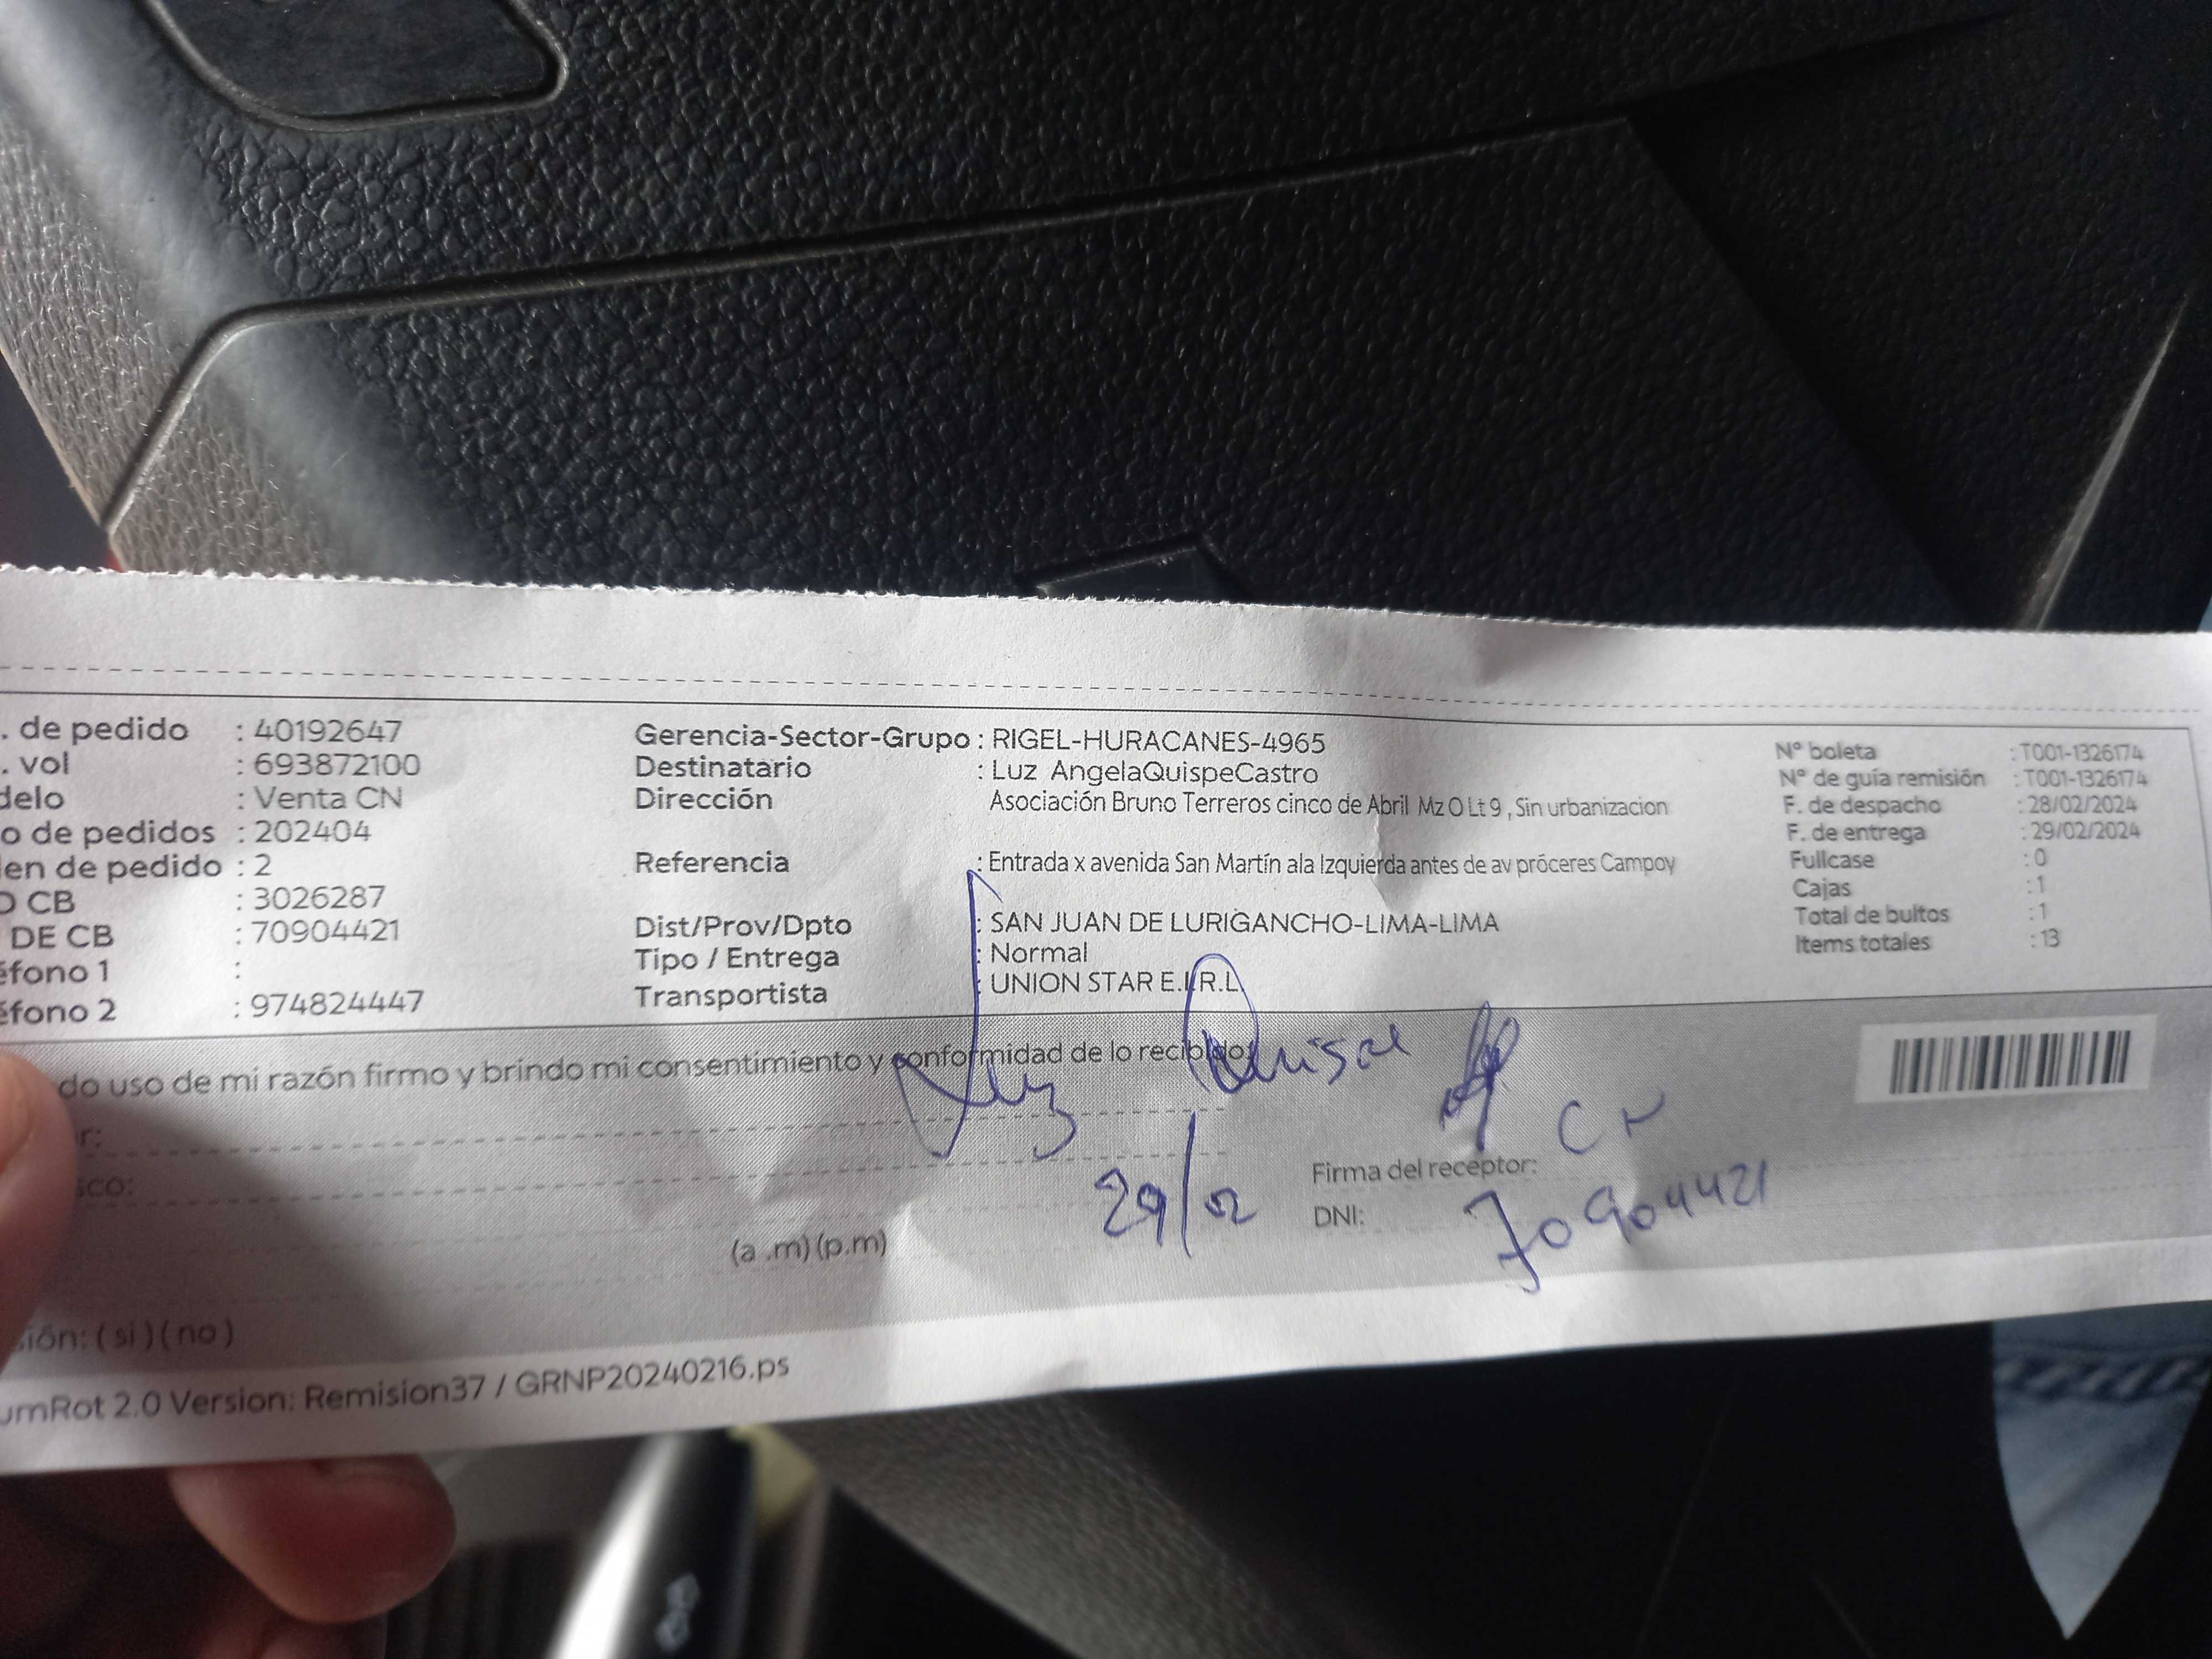 . de pedido : 40192647
. vol : 693872100
delo : Venta CN
o de pedidos : 202404
en de pedido : 2
O CB : 3026287
DE CB : 70904421
éfono 1 :
éfono 2 : 974824447
Gerencia-Sector-Grupo : RIGEL-HURACANES-4965
Destinatario : Luz AngelaQuispeCastro
Dirección Asociación Bruno Terreros cinco de Abril Mz O Lt 9 , Sin urbanizacion
Referencia : Entrada x avenida San Martín ala Izquierda antes de av próceres Campoy
Dist/Prov/Dpto : SAN JUAN DE LURIGANCHO-LIMA-LIMA
Tipo / Entrega : Normal
Transportista : UNION STAR E.I.R.L.
N° boleta : T001-1326174
N° de guía remisión : T001-1326174
F. de despacho : 28/02/2024
F. de entrega : 29/02/2024
Fullcase : 0
Cajas : 1
Total de bultos : 1
Items totales : 13
do uso de mi razón firmo y brindo mi consentimiento y conformidad de lo recibido:
Luz Quispe
r:
CN
sco:
Firma del receptor:
29/02
DNI: 70904421
(a .m) (p.m)
sión: ( si ) ( no )
umRot 2.0 Version: Remision37 / GRNP20240216.ps